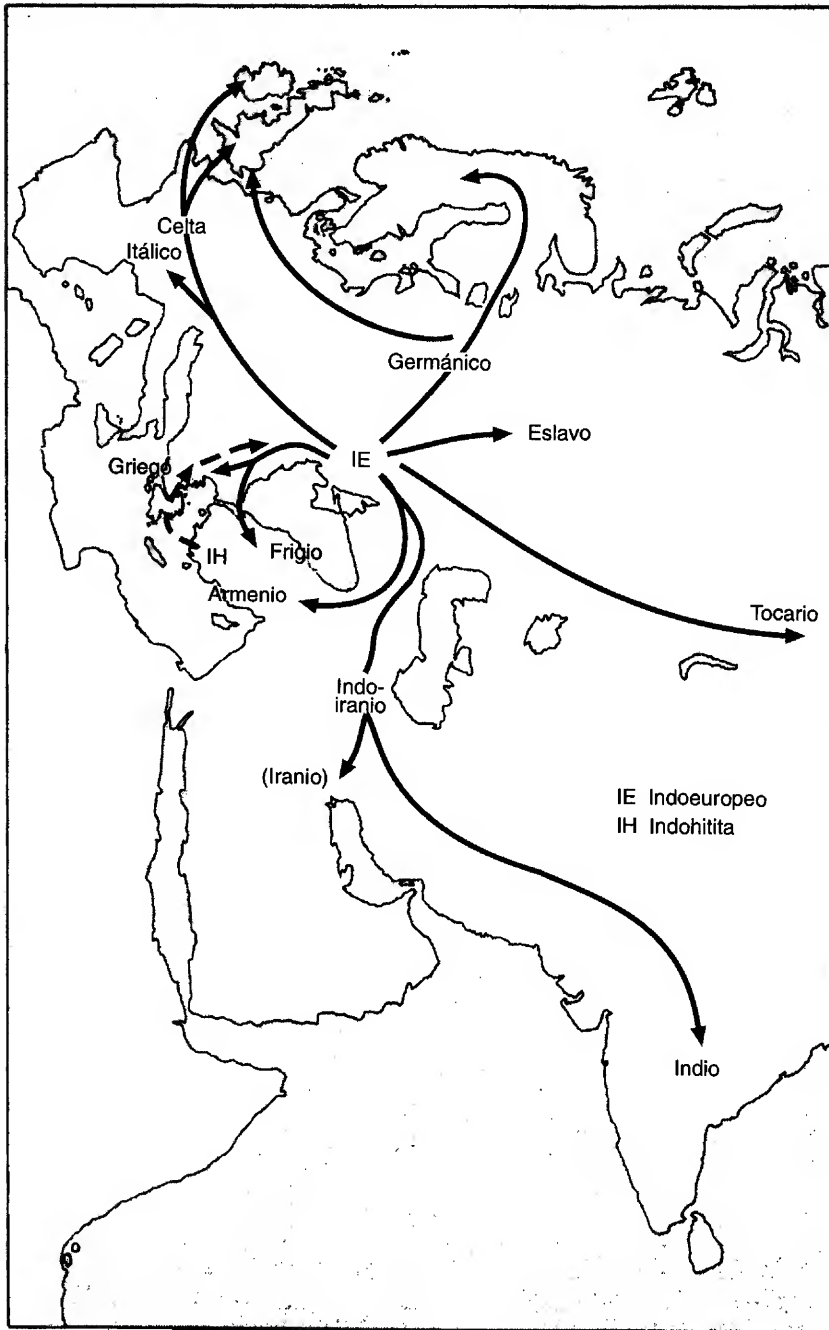 Celta
Itálico
Germánico
Eslavo
Griego
IE
IH
Frigio
Armenio
Tocario
Indo-
iranio
(Iranio)
IE Indoeuropeo
IH Indohitita
Indio